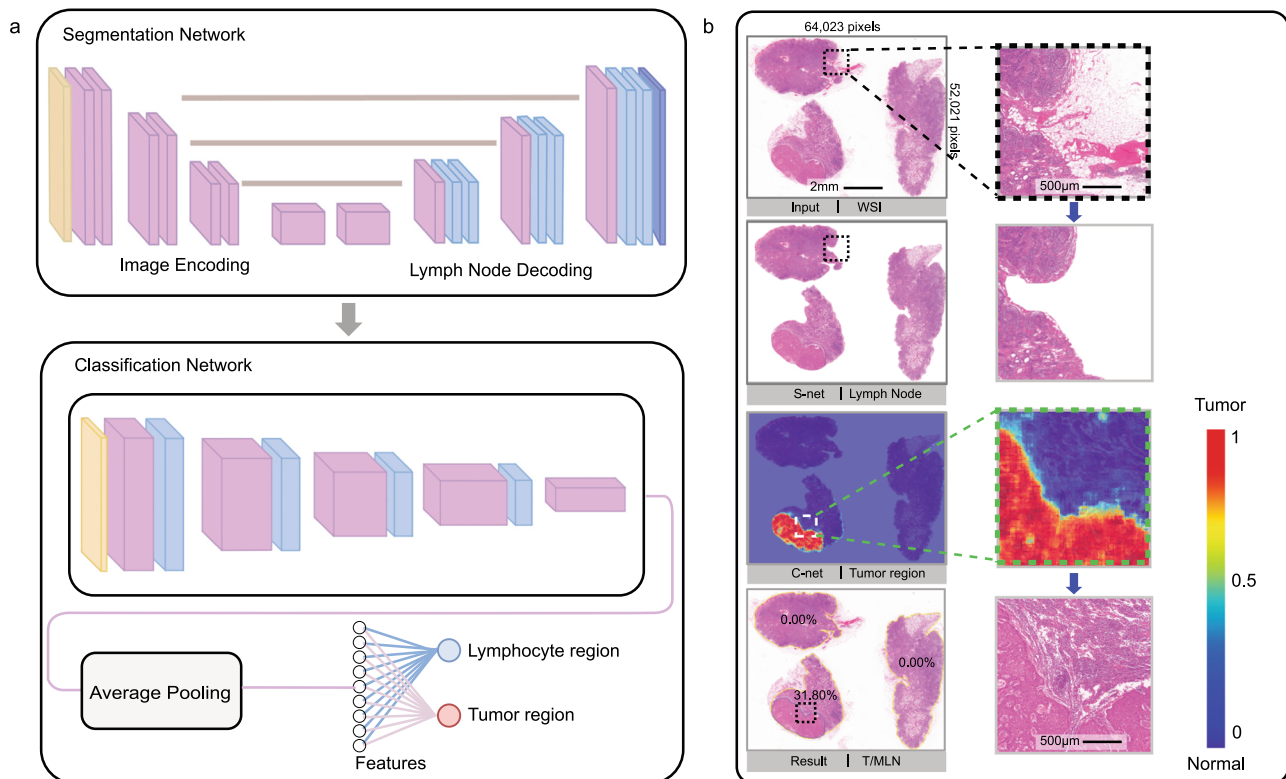 a
Segmentation Network
Image Encoding
Lymph Node Decoding
Classification Network
Average Pooling
Features
Lymphocyte region
Tumor region
b
64,023 pixels
52,021 pixels
2mm
Input | WSI
500µm
S-net | Lymph Node
C-net | Tumor region
0.00%
0.00%
31.80%
Result | T/MLN
500µm
Tumor
1
0.5
0
Normal